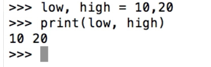 >>> low, high = 10,20
>>> print(low, high)
10 20
>>>